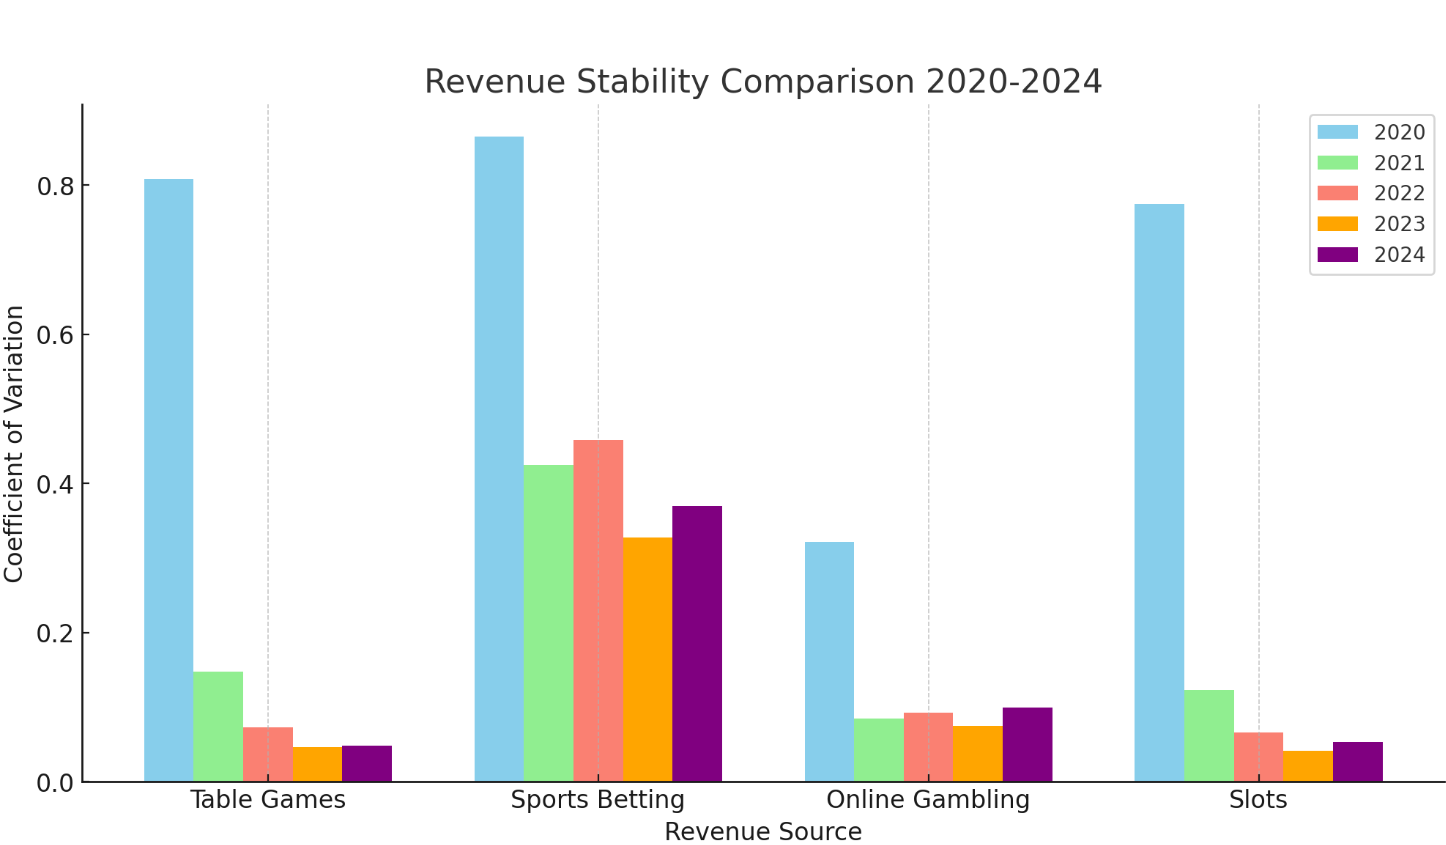 Revenue Stability Comparison 2020-2024
2020
2021
2022
2023
2024
Coefficient of Variation
0.8
0.6
0.4
0.2
0.0
Table Games
Sports Betting
Online Gambling
Slots
Revenue Source